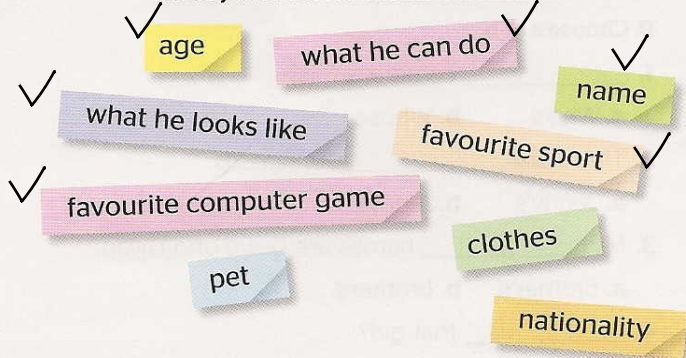 age
what he can do
name
what he looks like
favourite sport
favourite computer game
clothes
pet
nationality